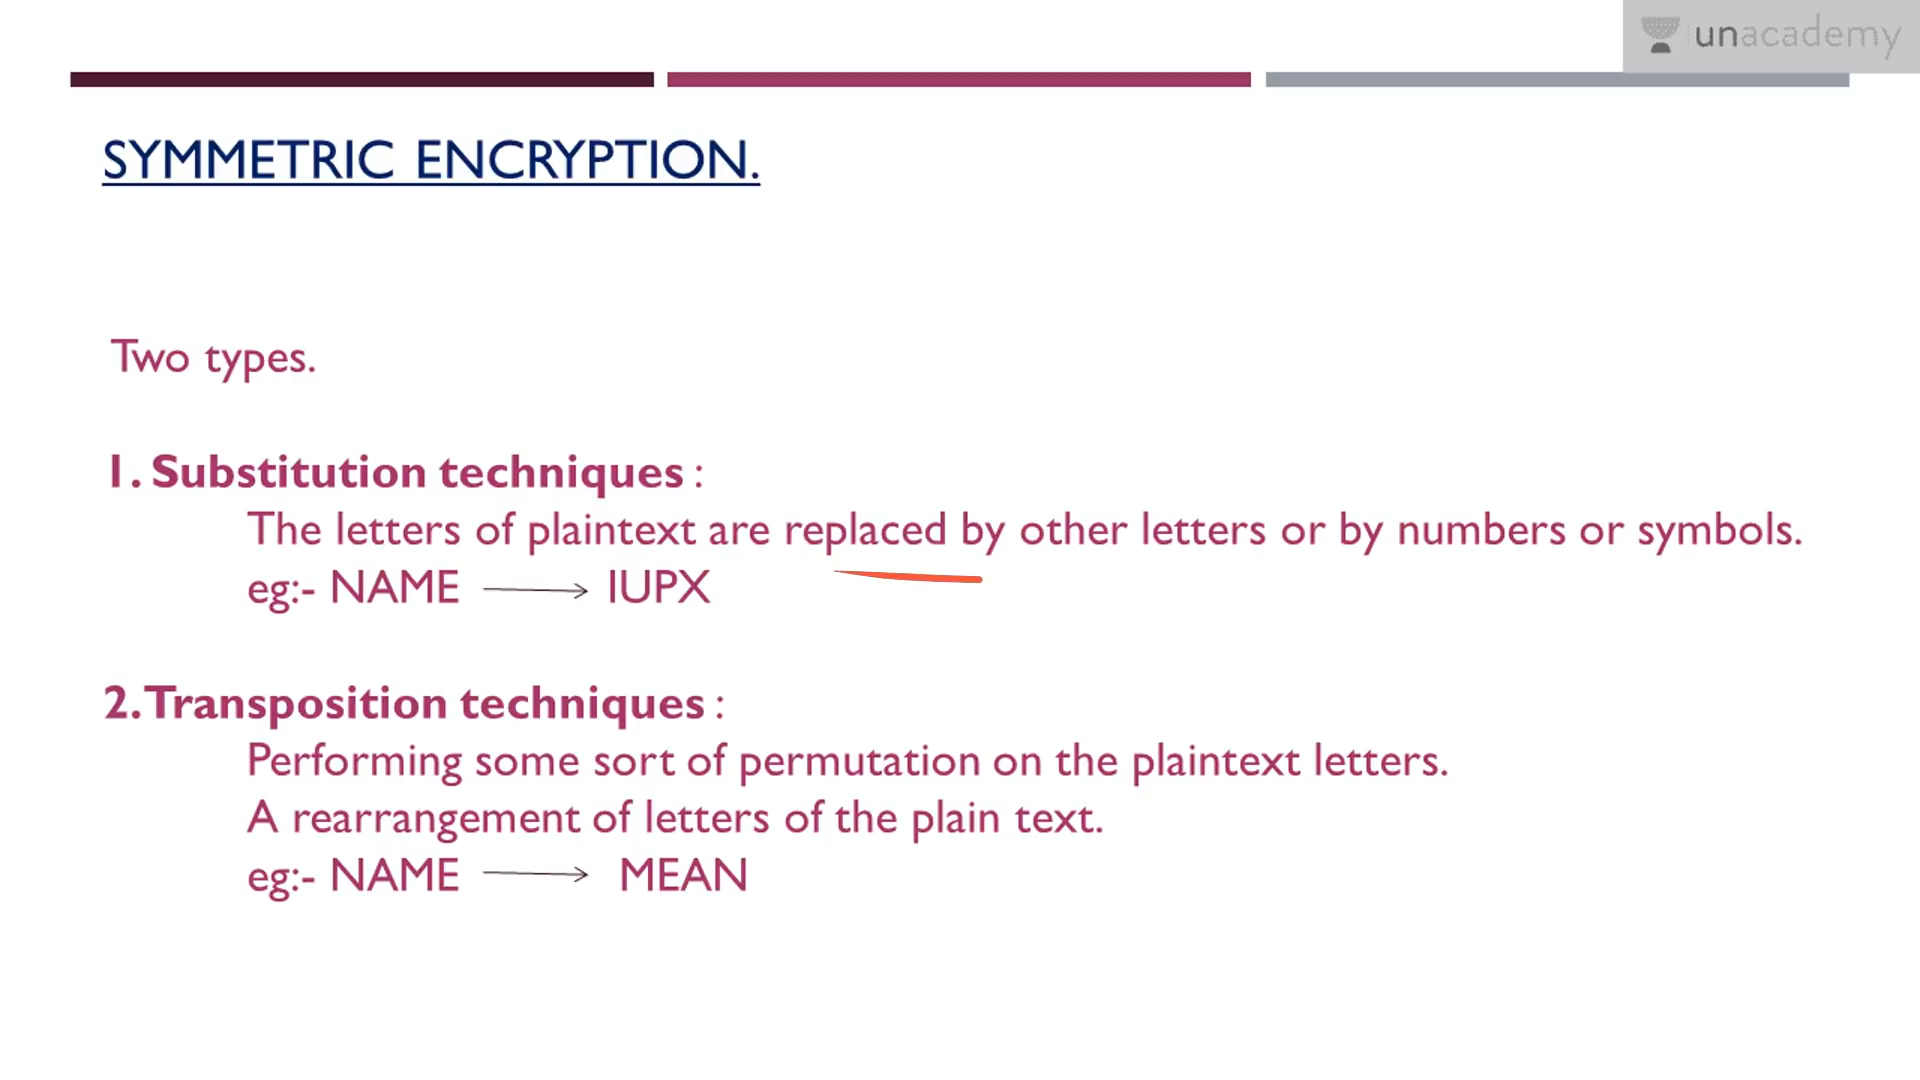 unacademy
SYMMETRIC ENCRYPTION.
Two types.
1. Substitution techniques :
The letters of plaintext are replaced by other letters or by numbers or symbols.
eg:- NAME ⟶ IUPX
2. Transposition techniques :
Performing some sort of permutation on the plaintext letters.
A rearrangement of letters of the plain text.
eg:- NAME ⟶ MEAN